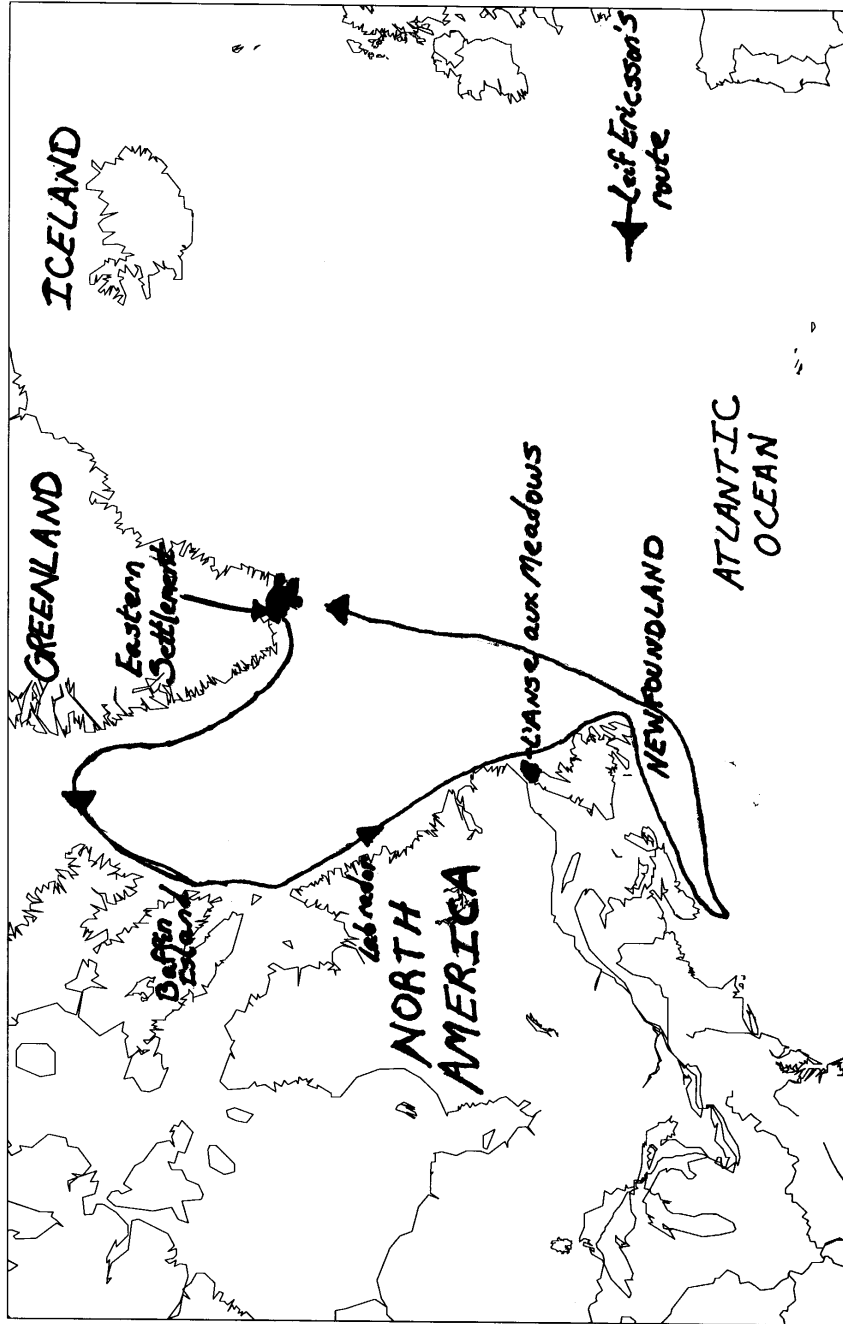 ICELAND
GREENLAND
Eastern
Settlement
Baffin
Island
Labrador
NORTH
AMERICA
L'ANSE aux Meadows
NEWFOUNDLAND
ATLANTIC
OCEAN
Leif Ericsson's
route